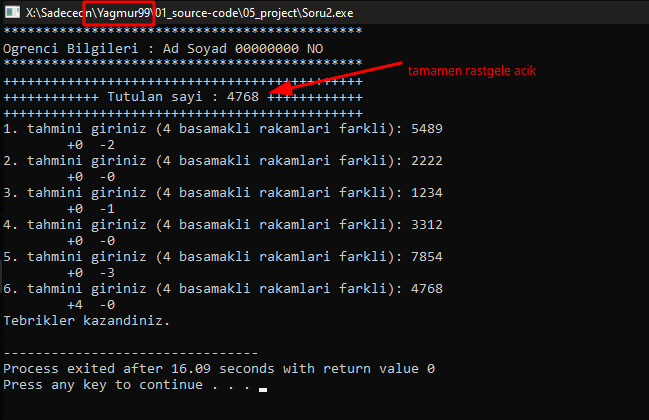 X:\Sadececn\Yagmur99\01_source-code\05_project\Soru2.exe
********************************************
Ogrenci Bilgileri : Ad Soyad 00000000 NO
********************************************
++++++++++++++++++++++++++++++++++++++++++++
++++++++++++ Tutulan sayi : 4768 ++++++++++++
tamamen rastgele acik
++++++++++++++++++++++++++++++++++++++++++++
1. tahmini giriniz (4 basamakli rakamlari farkli): 5489
+0 -2
2. tahmini giriniz (4 basamakli rakamlari farkli): 2222
+0 -0
3. tahmini giriniz (4 basamakli rakamlari farkli): 1234
+0 -1
4. tahmini giriniz (4 basamakli rakamlari farkli): 3312
+0 -0
5. tahmini giriniz (4 basamakli rakamlari farkli): 7854
+0 -3
6. tahmini giriniz (4 basamakli rakamlari farkli): 4768
+4 -0
Tebrikler kazandiniz.
--------------------------------
Process exited after 16.09 seconds with return value 0
Press any key to continue . . .